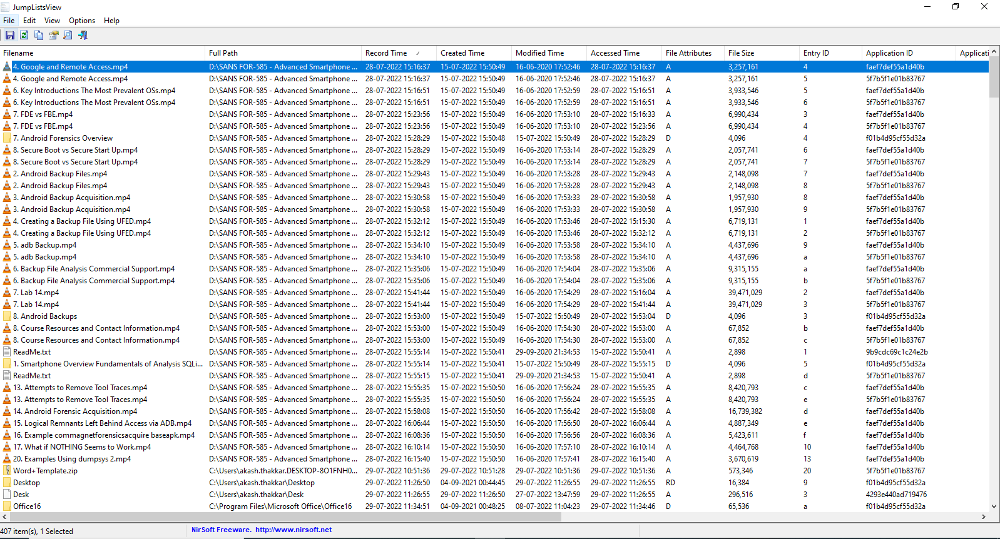 JumpListsView
File Edit View Options Help
Filename Full Path Record Time Created Time Modified Time Accessed Time File Attributes File Size Entry ID Application ID Applicati
4. Google and Remote Access.mp4 D:\SANS FOR-585 - Advanced Smartphone ... 28-07-2022 15:16:37 15-07-2022 15:50:49 16-06-2020 17:52:46 28-07-2022 15:16:37 A 3,257,161 4 faef7def55a1d40b
4. Google and Remote Access.mp4 D:\SANS FOR-585 - Advanced Smartphone ... 28-07-2022 15:16:37 15-07-2022 15:50:49 16-06-2020 17:52:46 28-07-2022 15:16:37 A 3,257,161 5 5f7b5f1e01b83767
6. Key Introductions The Most Prevalent OSs.mp4 D:\SANS FOR-585 - Advanced Smartphone ... 28-07-2022 15:16:51 15-07-2022 15:50:49 16-06-2020 17:52:59 28-07-2022 15:16:51 A 3,933,546 5 faef7def55a1d40b
6. Key Introductions The Most Prevalent OSs.mp4 D:\SANS FOR-585 - Advanced Smartphone ... 28-07-2022 15:16:51 15-07-2022 15:50:49 16-06-2020 17:52:59 28-07-2022 15:16:51 A 3,933,546 6 5f7b5f1e01b83767
7. FDE vs FBE.mp4 D:\SANS FOR-585 - Advanced Smartphone ... 28-07-2022 15:23:56 15-07-2022 15:50:49 16-06-2020 17:53:10 28-07-2022 15:16:33 A 6,990,434 3 faef7def55a1d40b
7. FDE vs FBE.mp4 D:\SANS FOR-585 - Advanced Smartphone ... 28-07-2022 15:23:56 15-07-2022 15:50:49 16-06-2020 17:53:10 28-07-2022 15:23:56 A 6,990,434 4 5f7b5f1e01b83767
7. Android Forensics Overview D:\SANS FOR-585 - Advanced Smartphone ... 28-07-2022 15:28:29 15-07-2022 15:50:48 15-07-2022 15:50:49 28-07-2022 15:28:29 D 4,096 4 f01b4d95cf55d32a
8. Secure Boot vs Secure Start Up.mp4 D:\SANS FOR-585 - Advanced Smartphone ... 28-07-2022 15:28:29 15-07-2022 15:50:49 16-06-2020 17:53:14 28-07-2022 15:28:29 A 2,057,741 6 faef7def55a1d40b
8. Secure Boot vs Secure Start Up.mp4 D:\SANS FOR-585 - Advanced Smartphone ... 28-07-2022 15:28:29 15-07-2022 15:50:49 16-06-2020 17:53:14 28-07-2022 15:28:29 A 2,057,741 7 5f7b5f1e01b83767
2. Android Backup Files.mp4 D:\SANS FOR-585 - Advanced Smartphone ... 28-07-2022 15:29:43 15-07-2022 15:50:49 16-06-2020 17:53:28 28-07-2022 15:29:43 A 2,148,098 7 faef7def55a1d40b
2. Android Backup Files.mp4 D:\SANS FOR-585 - Advanced Smartphone ... 28-07-2022 15:29:43 15-07-2022 15:50:49 16-06-2020 17:53:28 28-07-2022 15:29:43 A 2,148,098 8 5f7b5f1e01b83767
3. Android Backup Acquisition.mp4 D:\SANS FOR-585 - Advanced Smartphone ... 28-07-2022 15:30:58 15-07-2022 15:50:49 16-06-2020 17:53:33 28-07-2022 15:30:58 A 1,957,930 8 faef7def55a1d40b
3. Android Backup Acquisition.mp4 D:\SANS FOR-585 - Advanced Smartphone ... 28-07-2022 15:30:58 15-07-2022 15:50:49 16-06-2020 17:53:33 28-07-2022 15:30:58 A 1,957,930 9 5f7b5f1e01b83767
4. Creating a Backup File Using UFED.mp4 D:\SANS FOR-585 - Advanced Smartphone ... 28-07-2022 15:32:12 15-07-2022 15:50:49 16-06-2020 17:53:46 28-07-2022 15:15:30 A 6,719,131 1 faef7def55a1d40b
4. Creating a Backup File Using UFED.mp4 D:\SANS FOR-585 - Advanced Smartphone ... 28-07-2022 15:32:12 15-07-2022 15:50:49 16-06-2020 17:53:46 28-07-2022 15:32:12 A 6,719,131 2 5f7b5f1e01b83767
5. adb Backup.mp4 D:\SANS FOR-585 - Advanced Smartphone ... 28-07-2022 15:34:10 15-07-2022 15:50:49 16-06-2020 17:53:58 28-07-2022 15:34:10 A 4,437,696 9 faef7def55a1d40b
5. adb Backup.mp4 D:\SANS FOR-585 - Advanced Smartphone ... 28-07-2022 15:34:10 15-07-2022 15:50:49 16-06-2020 17:53:58 28-07-2022 15:34:10 A 4,437,696 a 5f7b5f1e01b83767
6. Backup File Analysis Commercial Support.mp4 D:\SANS FOR-585 - Advanced Smartphone ... 28-07-2022 15:35:06 15-07-2022 15:50:49 16-06-2020 17:54:04 28-07-2022 15:35:06 A 9,315,155 a faef7def55a1d40b
6. Backup File Analysis Commercial Support.mp4 D:\SANS FOR-585 - Advanced Smartphone ... 28-07-2022 15:35:06 15-07-2022 15:50:49 16-06-2020 17:54:04 28-07-2022 15:35:06 A 9,315,155 b 5f7b5f1e01b83767
7. Lab 14.mp4 D:\SANS FOR-585 - Advanced Smartphone ... 28-07-2022 15:41:44 15-07-2022 15:50:49 16-06-2020 17:54:29 28-07-2022 15:16:04 A 39,471,029 2 faef7def55a1d40b
7. Lab 14.mp4 D:\SANS FOR-585 - Advanced Smartphone ... 28-07-2022 15:41:44 15-07-2022 15:50:49 16-06-2020 17:54:29 28-07-2022 15:41:44 A 39,471,029 3 5f7b5f1e01b83767
8. Android Backups D:\SANS FOR-585 - Advanced Smartphone ... 28-07-2022 15:53:00 15-07-2022 15:50:49 15-07-2022 15:50:49 28-07-2022 15:53:04 D 4,096 3 f01b4d95cf55d32a
8. Course Resources and Contact Information.mp4 D:\SANS FOR-585 - Advanced Smartphone ... 28-07-2022 15:53:00 15-07-2022 15:50:49 16-06-2020 17:54:30 28-07-2022 15:53:00 A 67,852 b faef7def55a1d40b
8. Course Resources and Contact Information.mp4 D:\SANS FOR-585 - Advanced Smartphone ... 28-07-2022 15:53:00 15-07-2022 15:50:49 16-06-2020 17:54:30 28-07-2022 15:53:00 A 67,852 c 5f7b5f1e01b83767
ReadMe.txt D:\SANS FOR-585 - Advanced Smartphone ... 28-07-2022 15:55:14 15-07-2022 15:50:41 29-09-2020 21:34:53 15-07-2022 15:50:41 A 2,898 1 9b9cdc69c1c24e2b
1. Smartphone Overview Fundamentals of Analysis SQLi... D:\SANS FOR-585 - Advanced Smartphone ... 28-07-2022 15:55:14 15-07-2022 15:50:41 15-07-2022 15:50:49 28-07-2022 15:55:15 D 4,096 5 f01b4d95cf55d32a
ReadMe.txt D:\SANS FOR-585 - Advanced Smartphone ... 28-07-2022 15:55:15 15-07-2022 15:50:41 29-09-2020 21:34:53 15-07-2022 15:50:41 A 2,898 d 5f7b5f1e01b83767
13. Attempts to Remove Tool Traces.mp4 D:\SANS FOR-585 - Advanced Smartphone ... 28-07-2022 15:55:35 15-07-2022 15:50:50 16-06-2020 17:56:24 28-07-2022 15:55:35 A 8,420,793 c faef7def55a1d40b
13. Attempts to Remove Tool Traces.mp4 D:\SANS FOR-585 - Advanced Smartphone ... 28-07-2022 15:55:35 15-07-2022 15:50:50 16-06-2020 17:56:24 28-07-2022 15:55:35 A 8,420,793 e 5f7b5f1e01b83767
14. Android Forensic Acquisition.mp4 D:\SANS FOR-585 - Advanced Smartphone ... 28-07-2022 15:58:08 15-07-2022 15:50:50 16-06-2020 17:56:42 28-07-2022 15:58:08 A 16,739,382 d faef7def55a1d40b
15. Logical Remnants Left Behind Access via ADB.mp4 D:\SANS FOR-585 - Advanced Smartphone ... 28-07-2022 16:06:44 15-07-2022 15:50:50 16-06-2020 17:56:50 28-07-2022 16:06:44 A 4,887,349 e faef7def55a1d40b
16. Example commagnetforensicsacquire baseapk.mp4 D:\SANS FOR-585 - Advanced Smartphone ... 28-07-2022 16:08:36 15-07-2022 15:50:50 16-06-2020 17:56:56 28-07-2022 16:08:36 A 5,423,611 f faef7def55a1d40b
17. What if NOTHING Seems to Work.mp4 D:\SANS FOR-585 - Advanced Smartphone ... 28-07-2022 16:10:14 15-07-2022 15:50:50 16-06-2020 17:57:10 28-07-2022 16:10:14 A 4,464,768 10 faef7def55a1d40b
20. Examples Using dumpsys 2.mp4 D:\SANS FOR-585 - Advanced Smartphone ... 28-07-2022 16:15:40 15-07-2022 15:50:50 16-06-2020 17:57:41 28-07-2022 16:15:40 A 3,670,619 13 faef7def55a1d40b
Word+Template.zip C:\Users\akash.thakkar.DESKTOP-8O1FNH0... 29-07-2022 10:51:36 29-07-2022 10:51:28 29-07-2022 10:51:36 29-07-2022 10:51:36 A 573,346 20 5f7b5f1e01b83767
Desktop C:\Users\akash.thakkar\Desktop 29-07-2022 11:26:50 04-09-2021 00:44:45 29-07-2022 11:26:55 29-07-2022 11:26:55 RD 16,384 9 f01b4d95cf55d32a
Desk C:\Users\akash.thakkar\Desk 29-07-2022 11:26:55 29-07-2022 11:26:50 27-07-2022 13:47:59 29-07-2022 11:26:55 A 296,516 3 4293e440ad719476
Office16 C:\Program Files\Microsoft Office\Office16 29-07-2022 11:34:51 04-09-2021 00:48:25 08-07-2022 11:04:23 29-07-2022 11:34:46 D 65,536 a f01b4d95cf55d32a
407 item(s), 1 Selected NirSoft Freeware. http://www.nirsoft.net